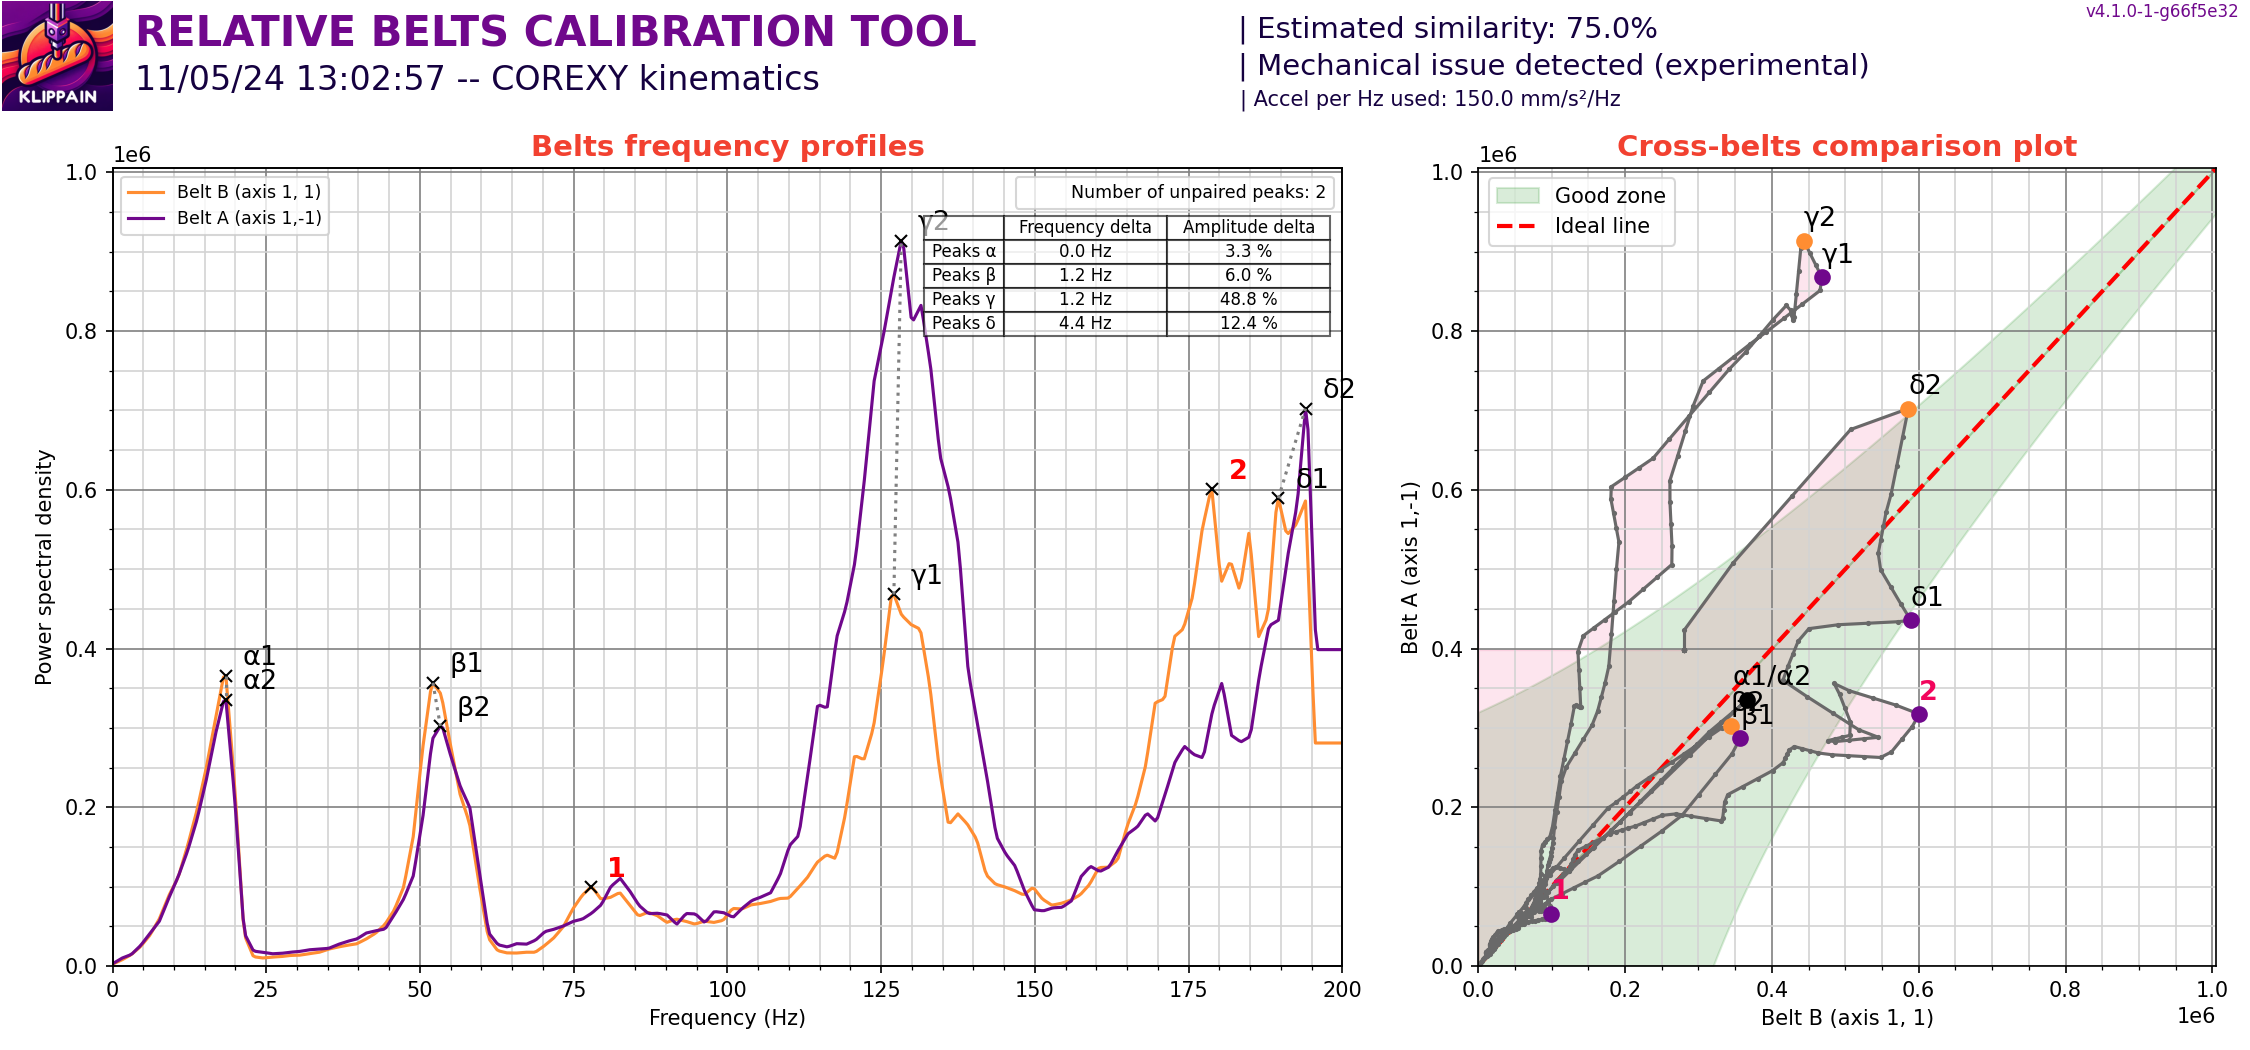 KLIPPAIN
RELATIVE BELTS CALIBRATION TOOL
11/05/24 13:02:57 -- COREXY kinematics
| Estimated similarity: 75.0%
| Mechanical issue detected (experimental)
| Accel per Hz used: 150.0 mm/s²/Hz
v4.1.0-1-g66f5e32
Belts frequency profiles
1e6
Belt B (axis 1, 1)
Belt A (axis 1,-1)
Number of unpaired peaks: 2
Frequency delta Amplitude delta
Peaks α 0.0 Hz 3.3 %
Peaks β 1.2 Hz 6.0 %
Peaks γ 1.2 Hz 48.8 %
Peaks δ 4.4 Hz 12.4 %
γ2
δ2
2
δ1
γ1
α1
α2
β1
β2
1
1.0
0.8
0.6
0.4
0.2
0.0
Power spectral density
0 25 50 75 100 125 150 175 200
Frequency (Hz)
Cross-belts comparison plot
1e6
Good zone
Ideal line
γ2
γ1
δ2
δ1
α1/α2
β2
β1
2
1
1.0
0.8
0.6
0.4
0.2
0.0
Belt A (axis 1,-1)
0.0 0.2 0.4 0.6 0.8 1.0
Belt B (axis 1, 1)
1e6